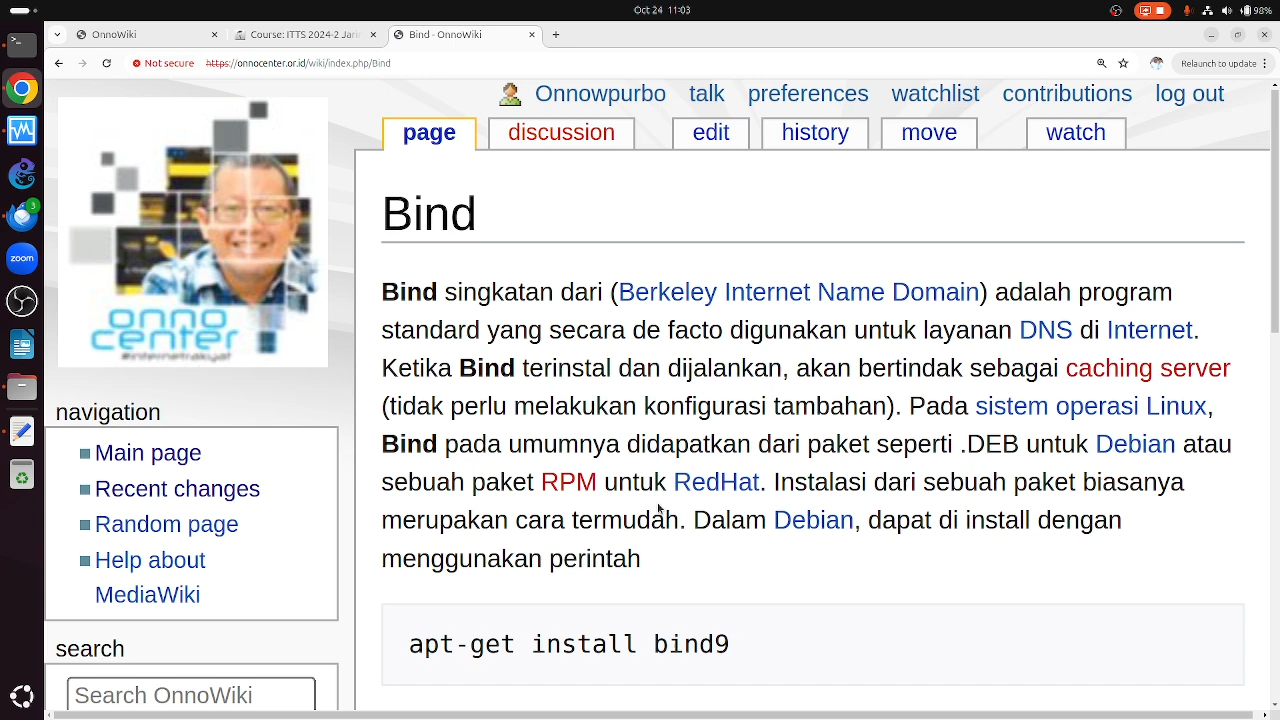 Oct 24 11:03
98%
OnnoWiki
Course: ITTS 2024-2 Jari
Bind - OnnoWiki
Not secure https://onnocenter.or.id/wiki/index.php/Bind
Relaunch to update
Onnowpurbo talk preferences watchlist contributions log out
page discussion edit history move watch
onno
center
#internetrakyat
navigation
Main page
Recent changes
Random page
Help about
MediaWiki
search
Search OnnoWiki
Bind
Bind singkatan dari (Berkeley Internet Name Domain) adalah program
standard yang secara de facto digunakan untuk layanan DNS di Internet.
Ketika Bind terinstal dan dijalankan, akan bertindak sebagai caching server
(tidak perlu melakukan konfigurasi tambahan). Pada sistem operasi Linux,
Bind pada umumnya didapatkan dari paket seperti .DEB untuk Debian atau
sebuah paket RPM untuk RedHat. Instalasi dari sebuah paket biasanya
merupakan cara termudah. Dalam Debian, dapat di install dengan
menggunakan perintah
apt-get install bind9
zoom
3